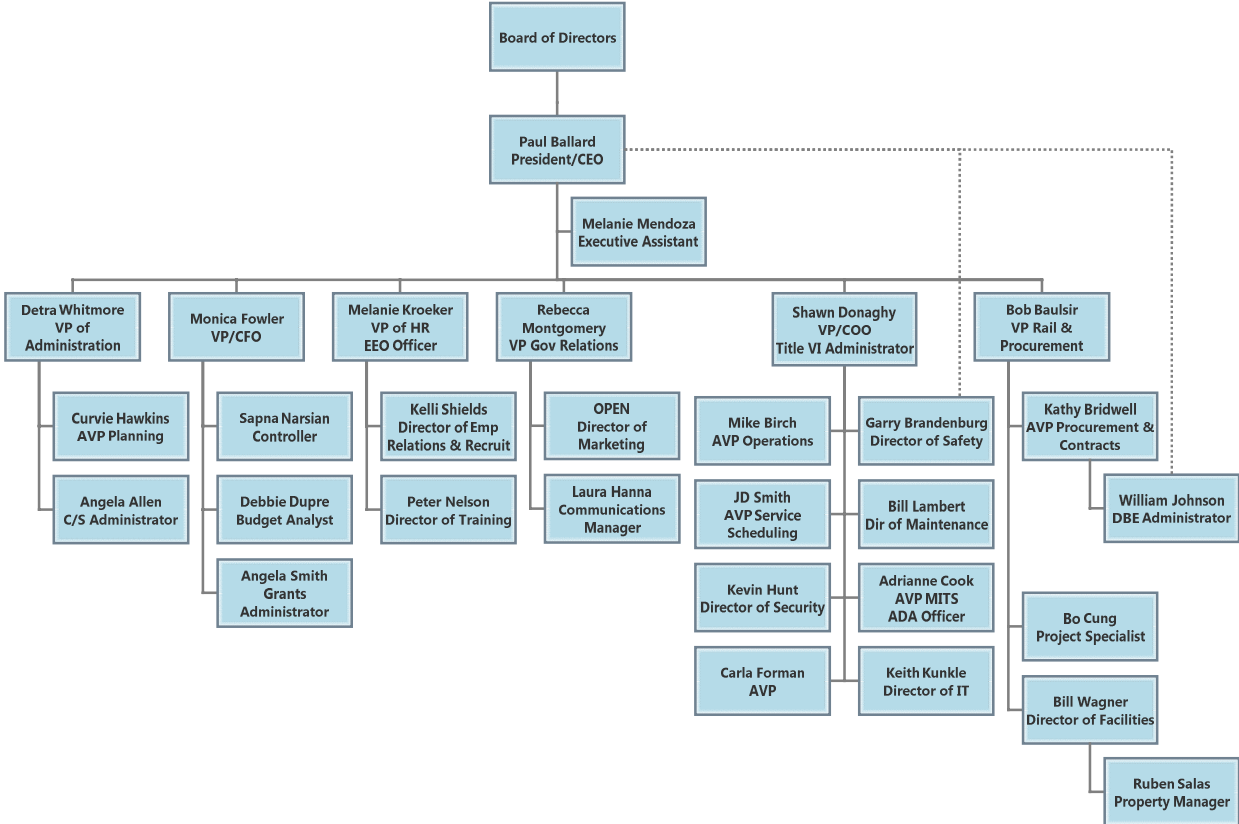 Board of Directors
Paul Ballard
President/CEO
Melanie Mendoza
Executive Assistant
Detra Whitmore
VP of
Administration
Monica Fowler
VP/CFO
Melanie Kroeker
VP of HR
EEO Officer
Rebecca
Montgomery
VP Gov Relations
Shawn Donaghy
VP/COO
Title VI Administrator
Bob Baulsir
VP Rail &
Procurement
Curvie Hawkins
AVP Planning
Angela Allen
C/S Administrator
Sapna Narsian
Controller
Debbie Dupre
Budget Analyst
Angela Smith
Grants
Administrator
Kelli Shields
Director of Emp
Relations & Recruit
Peter Nelson
Director of Training
OPEN
Director of
Marketing
Laura Hanna
Communications
Manager
Mike Birch
AVP Operations
Garry Brandenburg
Director of Safety
JD Smith
AVP Service
Scheduling
Bill Lambert
Dir of Maintenance
Kevin Hunt
Director of Security
Adrianne Cook
AVP MITS
ADA Officer
Carla Forman
AVP
Keith Kunkle
Director of IT
Kathy Bridwell
AVP Procurement &
Contracts
William Johnson
DBE Administrator
Bo Cung
Project Specialist
Bill Wagner
Director of Facilities
Ruben Salas
Property Manager